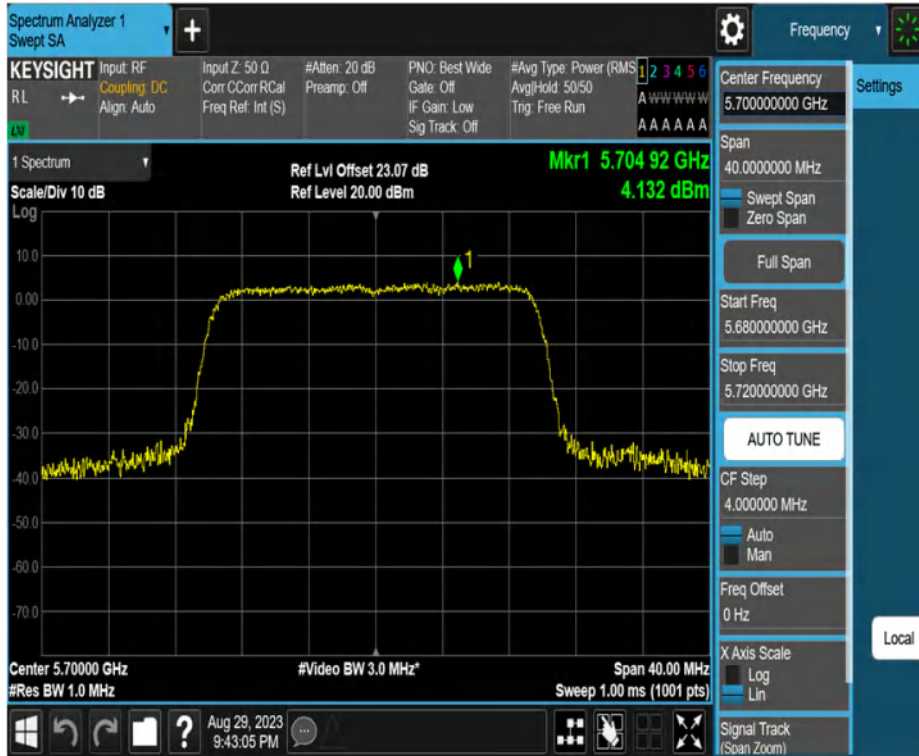 Spectrum Analyzer 1
Swept SA
Frequency
KEYSIGHT
RL
LXI
Input: RF
Coupling: DC
Align: Auto
Input Z: 50 Ω
Corr CCorr RCal
Freq Ref: Int (S)
#Atten: 20 dB
Preamp: Off
PNO: Best Wide
Gate: Off
IF Gain: Low
Sig Track: Off
#Avg Type: Power (RMS
Avg|Hold: 50/50
Trig: Free Run
1 2 3 4 5 6
A W W W W W
A A A A A A
1 Spectrum
Scale/Div 10 dB
Log
Ref Lvl Offset 23.07 dB
Ref Level 20.00 dBm
Mkr1 5.704 92 GHz
4.132 dBm
1
10.0
0.00
-10.0
-20.0
-30.0
-40.0
-50.0
-60.0
-70.0
Center 5.70000 GHz
#Res BW 1.0 MHz
#Video BW 3.0 MHz*
Span 40.00 MHz
Sweep 1.00 ms (1001 pts)
Aug 29, 2023
9:43:05 PM
Center Frequency
5.700000000 GHz
Span
40.0000000 MHz
Swept Span
Zero Span
Full Span
Start Freq
5.680000000 GHz
Stop Freq
5.720000000 GHz
AUTO TUNE
CF Step
4.000000 MHz
Auto
Man
Freq Offset
0 Hz
X Axis Scale
Log
Lin
Signal Track
(Span Zoom)
Settings
Local